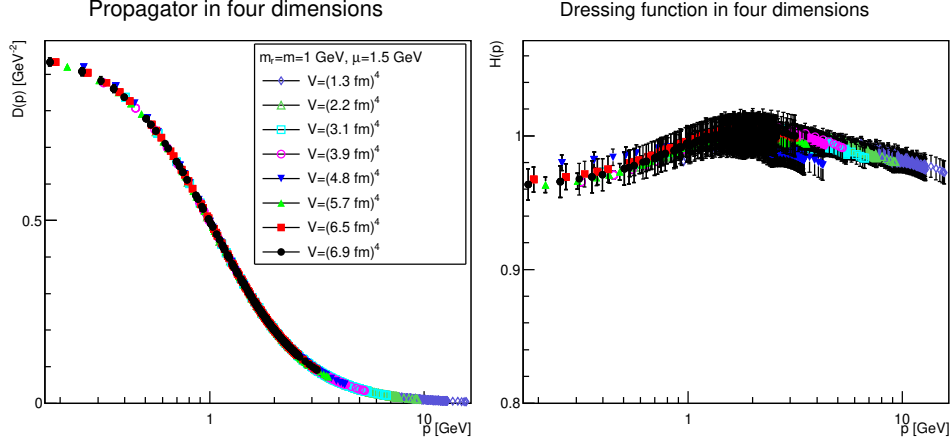 Propagator in four dimensions
D(p) [GeV⁻²]
mᵣ=m=1 GeV, μ=1.5 GeV
V=(1.3 fm)⁴
V=(2.2 fm)⁴
V=(3.1 fm)⁴
V=(3.9 fm)⁴
V=(4.8 fm)⁴
V=(5.7 fm)⁴
V=(6.5 fm)⁴
V=(6.9 fm)⁴
0.5
0
1
10
p [GeV]
Dressing function in four dimensions
H(p)
1
0.9
0.8
1
10
p [GeV]